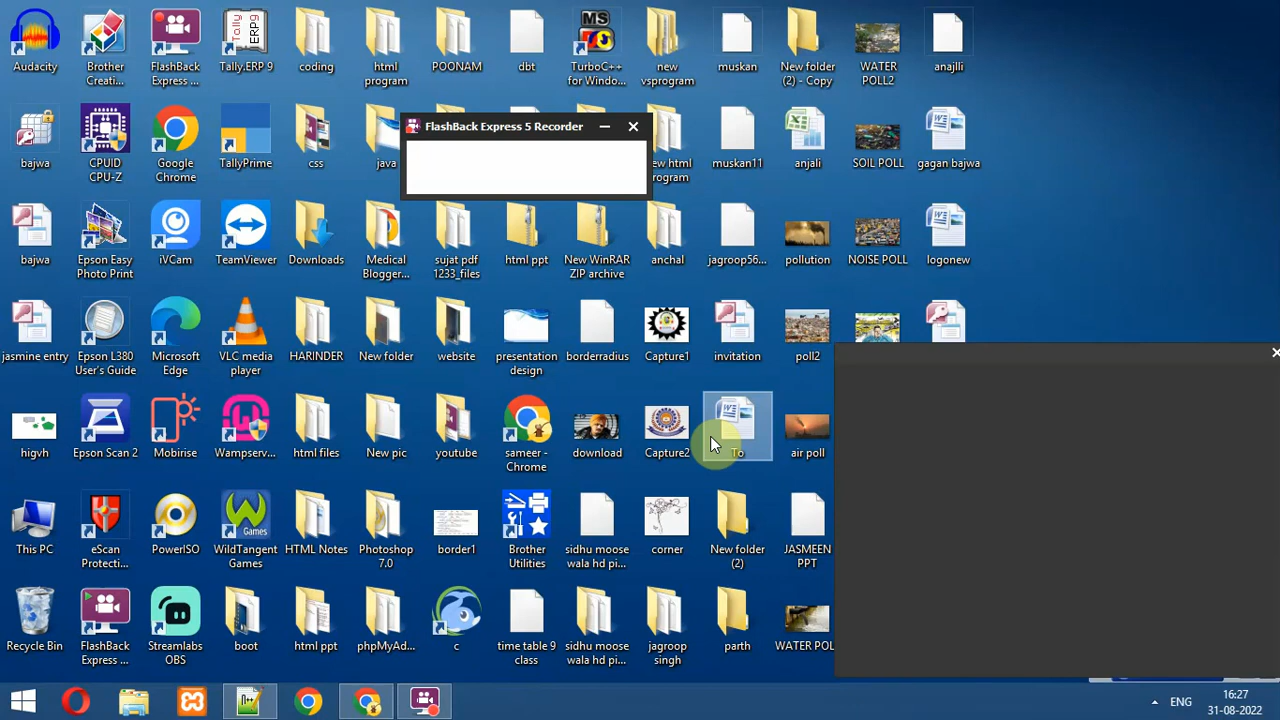 Audacity
Brother
Creati...
FlashBack
Express ...
Tally
ERP9
Tally.ERP 9
coding
html
program
POONAM
dbt
MS
TurboC++
for Windo...
new
vsprogram
muskan
New folder
(2) - Copy
WATER
POLL2
anajlli
FlashBack Express 5 Recorder
bajwa
CPUID
CPU-Z
Google
Chrome
TallyPrime
css
java
new html
program
muskan11
anjali
SOIL POLL
gagan bajwa
bajwa
Epson Easy
Photo Print
iVCam
TeamViewer
Downloads
Medical
Blogger...
sujat pdf
1233_files
html ppt
New WinRAR
ZIP archive
anchal
jagroop56...
pollution
NOISE POLL
logonew
jasmine entry
Epson L380
User's Guide
Microsoft
Edge
VLC media
player
HARINDER
New folder
website
presentation
design
borderradius
Capture1
invitation
poll2
higvh
Epson Scan 2
Mobirise
Wampserv...
html files
New pic
youtube
sameer -
Chrome
download
Capture2
To
air poll
This PC
eScan
Protecti...
PowerISO
Games
WildTangent
Games
HTML Notes
Photoshop
7.0
border1
Brother
Utilities
sidhu moose
wala hd pi...
corner
New folder
(2)
JASMEEN
PPT
Recycle Bin
FlashBack
Express ...
Streamlabs
OBS
boot
html ppt
phpMyAd...
c
time table 9
class
sidhu moose
wala hd pi...
jagroop
singh
parth
WATER POL
ENG
16:27
31-08-2022